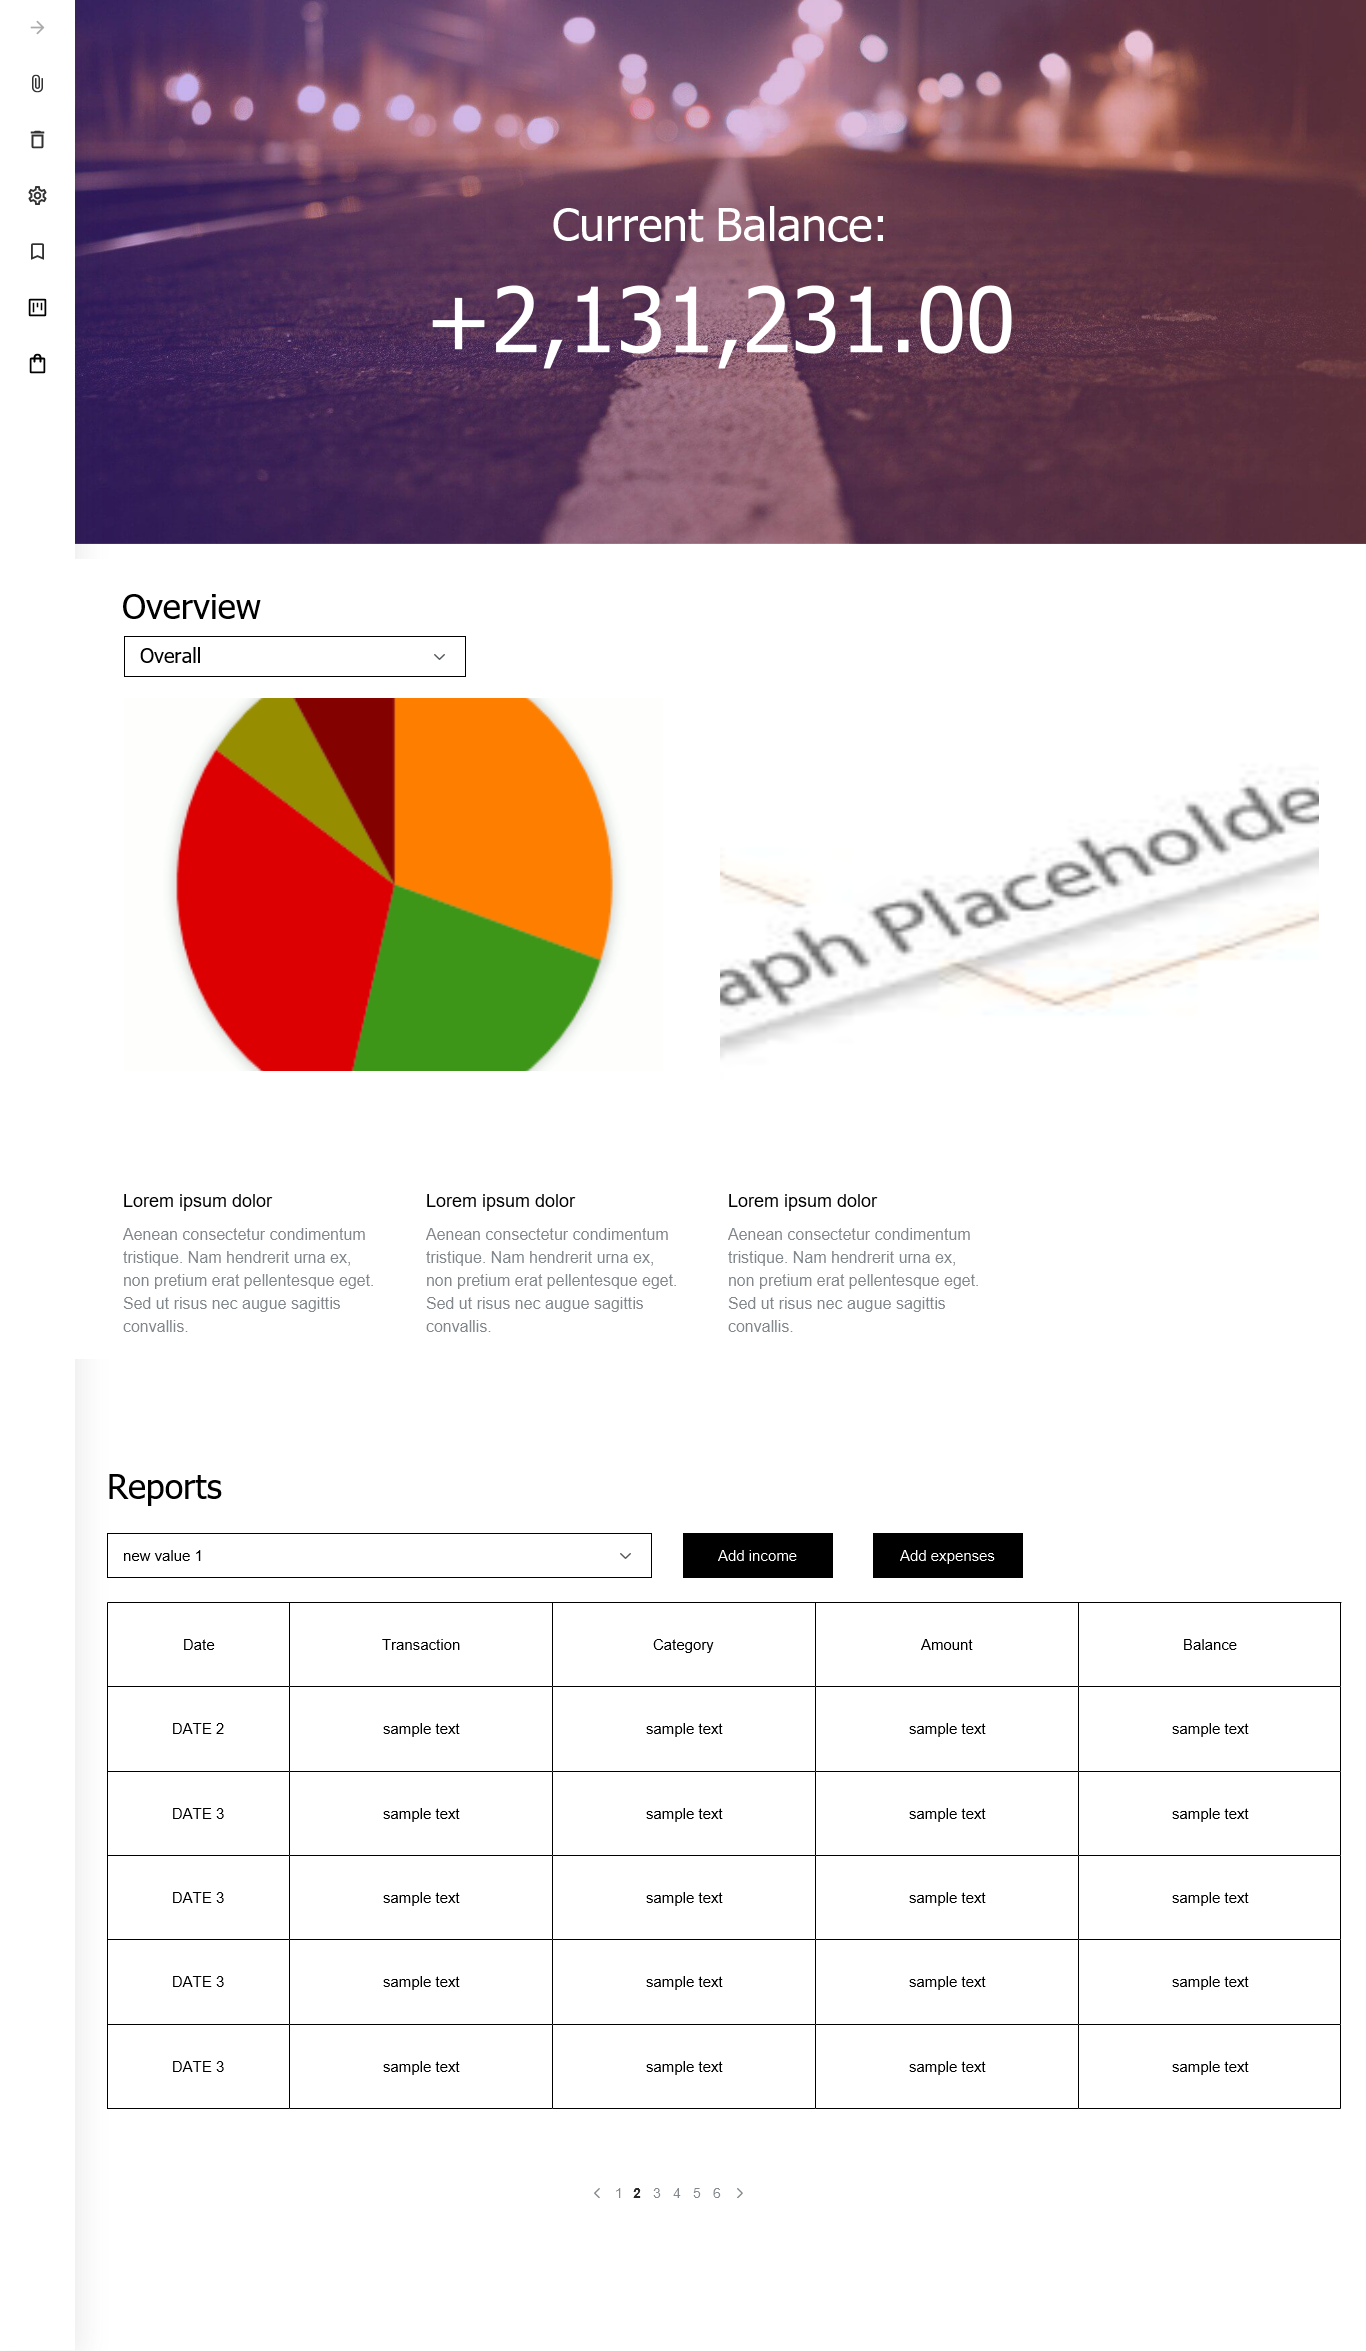 Current Balance:
+2,131,231.00
Overview
Overall
aph Placeholde
Lorem ipsum dolor
Aenean consectetur condimentum
tristique. Nam hendrerit urna ex,
non pretium erat pellentesque eget.
Sed ut risus nec augue sagittis
convallis.
Lorem ipsum dolor
Aenean consectetur condimentum
tristique. Nam hendrerit urna ex,
non pretium erat pellentesque eget.
Sed ut risus nec augue sagittis
convallis.
Lorem ipsum dolor
Aenean consectetur condimentum
tristique. Nam hendrerit urna ex,
non pretium erat pellentesque eget.
Sed ut risus nec augue sagittis
convallis.
Reports
new value 1
Add income
Add expenses
Date Transaction Category Amount Balance
DATE 2 sample text sample text sample text sample text
DATE 3 sample text sample text sample text sample text
DATE 3 sample text sample text sample text sample text
DATE 3 sample text sample text sample text sample text
DATE 3 sample text sample text sample text sample text
1 2 3 4 5 6